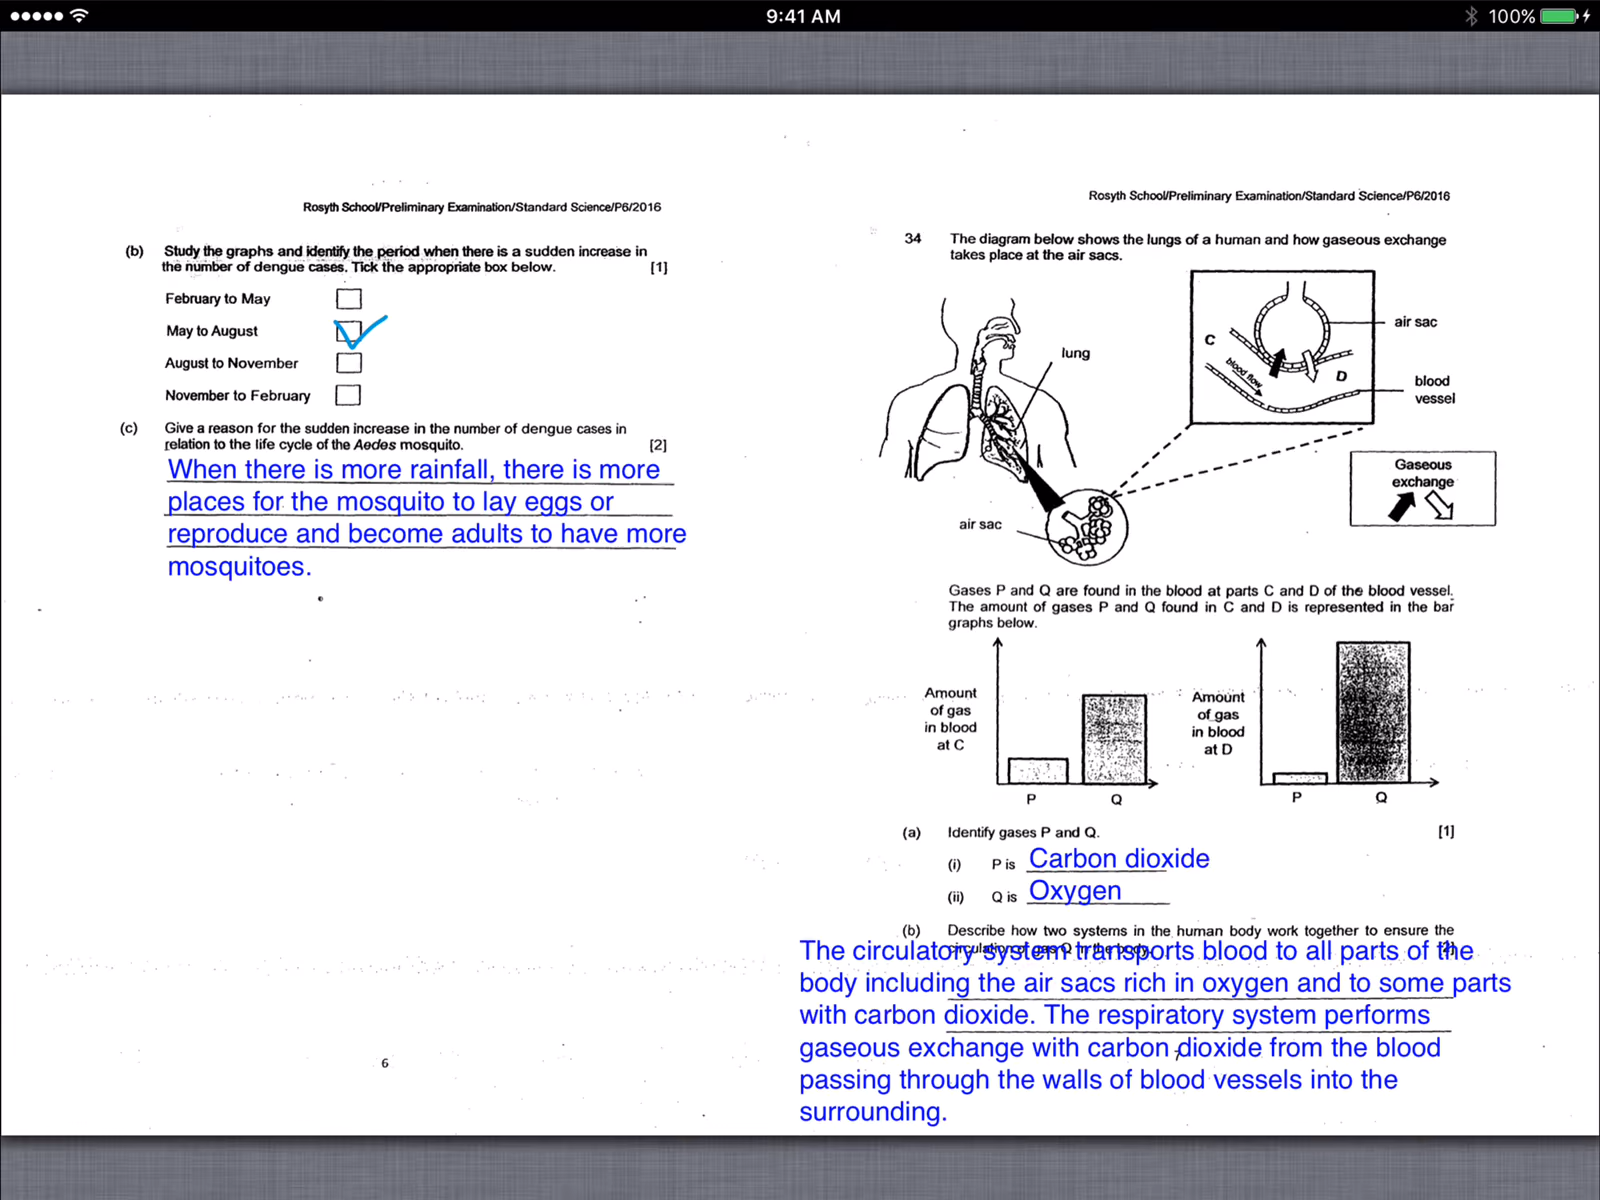 9:41 AM
100%
Rosyth School/Preliminary Examination/Standard Science/P6/2016
(b) Study the graphs and identify the period when there is a sudden increase in
the number of dengue cases. Tick the appropriate box below. [1]
February to May
May to August
August to November
November to February
(c) Give a reason for the sudden increase in the number of dengue cases in
relation to the life cycle of the Aedes mosquito. [2]
When there is more rainfall, there is more
places for the mosquito to lay eggs or
reproduce and become adults to have more
mosquitoes.
6
Rosyth School/Preliminary Examination/Standard Science/P6/2016
34 The diagram below shows the lungs of a human and how gaseous exchange
takes place at the air sacs.
lung
air sac
C
blood flow
D
air sac
blood
vessel
Gaseous
exchange
Gases P and Q are found in the blood at parts C and D of the blood vessel.
The amount of gases P and Q found in C and D is represented in the bar
graphs below.
Amount
of gas
in blood
at C
P Q
Amount
of gas
in blood
at D
P Q
(a) Identify gases P and Q. [1]
(i) P is Carbon dioxide
(ii) Q is Oxygen
(b) Describe how two systems in the human body work together to ensure the
circulation of gas Q in the body. [2]
The circulatory system transports blood to all parts of the
body including the air sacs rich in oxygen and to some parts
with carbon dioxide. The respiratory system performs
gaseous exchange with carbon dioxide from the blood
passing through the walls of blood vessels into the
surrounding.